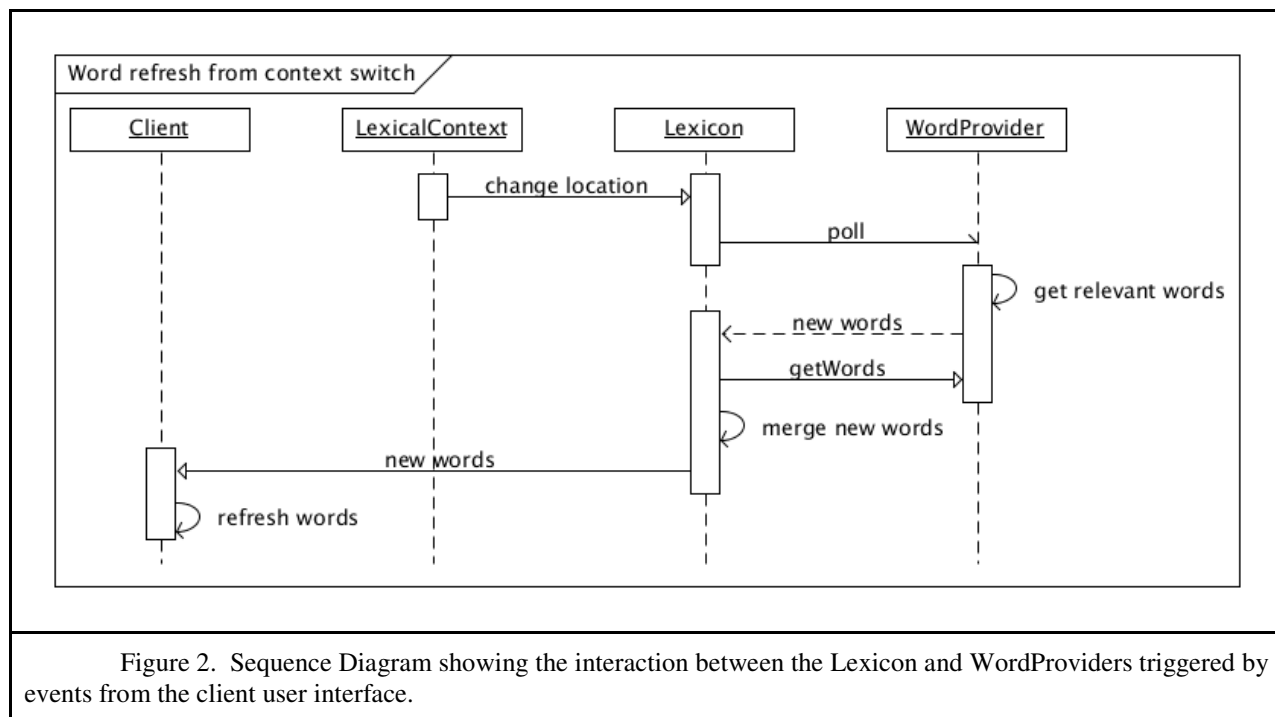 Word refresh from context switch
Client LexicalContext Lexicon WordProvider
change location
poll
get relevant words
new words
getWords
merge new words
new words
refresh words
Figure 2. Sequence Diagram showing the interaction between the Lexicon and WordProviders triggered by
events from the client user interface.